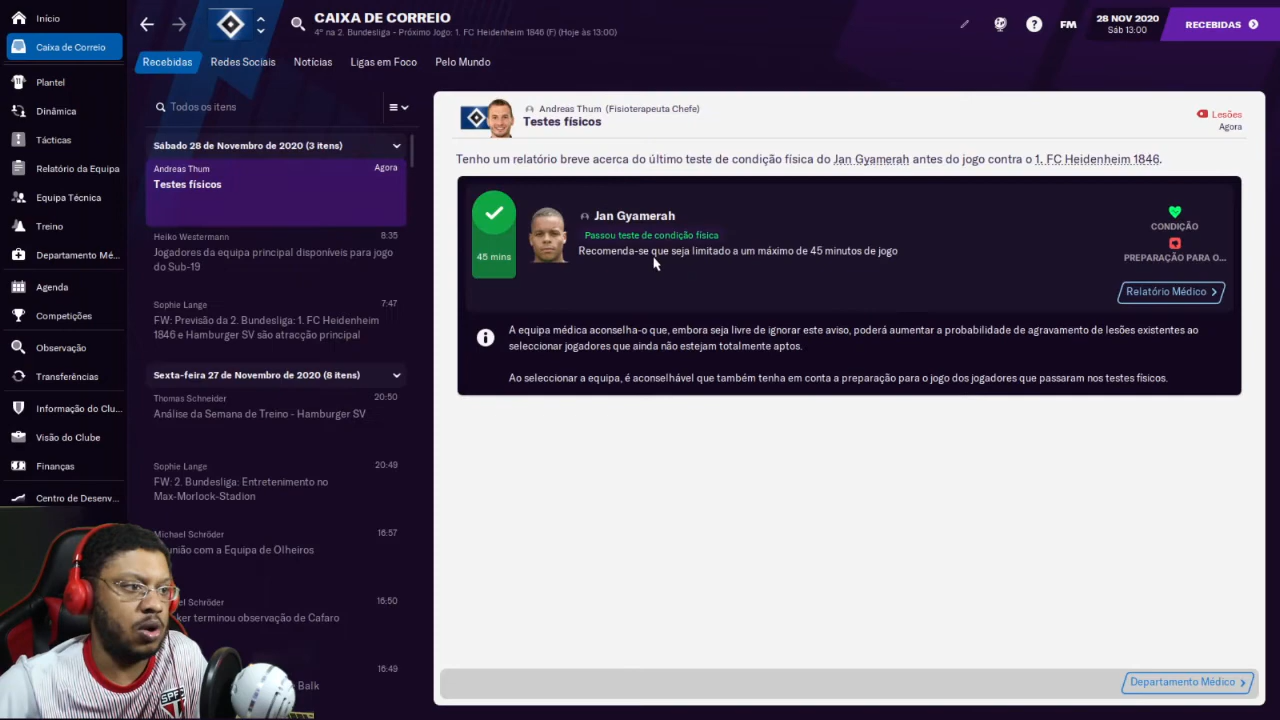 Início
Caixa de Correio
Plantel
Dinâmica
Tácticas
Relatório da Equipa
Equipa Técnica
Treino
Departamento Mé...
Agenda
Competições
Observação
Transferências
Informação do Clu...
Visão do Clube
Finanças
Centro de Desenv...
CAIXA DE CORREIO
4º na 2. Bundesliga - Próximo Jogo: 1. FC Heidenheim 1846 (F) (Hoje às 13:00)
FM
28 NOV 2020
Sáb 13:00
RECEBIDAS
Recebidas
Redes Sociais
Notícias
Ligas em Foco
Pelo Mundo
Todos os itens
Sábado 28 de Novembro de 2020 (3 itens)
Andreas Thum
Agora
Testes físicos
Heiko Westermann
8:35
Jogadores da equipa principal disponíveis para jogo
do Sub-19
Sophie Lange
7:47
FW: Previsão da 2. Bundesliga: 1. FC Heidenheim
1846 e Hamburger SV são atracção principal
Sexta-feira 27 de Novembro de 2020 (8 itens)
Thomas Schneider
20:50
Análise da Semana de Treino - Hamburger SV
Sophie Lange
20:49
FW: 2. Bundesliga: Entretenimento no
Max-Morlock-Stadion
Michael Schröder
16:57
união com a Equipa de Olheiros
el Schröder
16:50
ker terminou observação de Cafaro
16:49
Balk
Andreas Thum (Fisioterapeuta Chefe)
Testes físicos
Lesões
Agora
Tenho um relatório breve acerca do último teste de condição física do Jan Gyamerah antes do jogo contra o 1. FC Heidenheim 1846.
45 mins
Jan Gyamerah
Passou teste de condição física
Recomenda-se que seja limitado a um máximo de 45 minutos de jogo
CONDIÇÃO
PREPARAÇÃO PARA O...
Relatório Médico
A equipa médica aconselha-o que, embora seja livre de ignorar este aviso, poderá aumentar a probabilidade de agravamento de lesões existentes ao
seleccionar jogadores que ainda não estejam totalmente aptos.
Ao seleccionar a equipa, é aconselhável que também tenha em conta a preparação para o jogo dos jogadores que passaram nos testes físicos.
Departamento Médico
SPFC